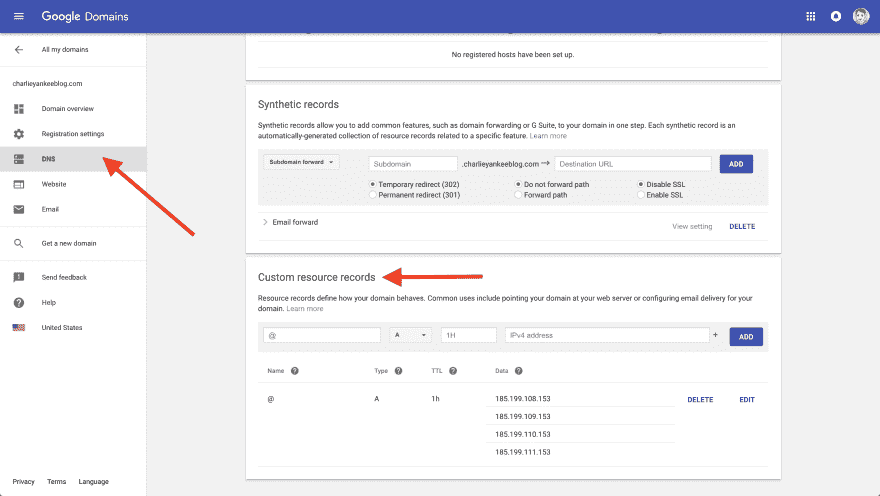 Google Domains
All my domains
charlieyankeeblog.com
Domain overview
Registration settings
DNS
Website
Email
Get a new domain
Send feedback
Help
United States
Privacy Terms Language
No registered hosts have been set up.
Synthetic records
Synthetic records allow you to add common features, such as domain forwarding or G Suite, to your domain in one step. Each synthetic record is an
automatically-generated collection of resource records related to a specific feature. Learn more
Subdomain forward Subdomain .charlieyankeeblog.com → Destination URL ADD
Temporary redirect (302) Do not forward path Disable SSL
Permanent redirect (301) Forward path Enable SSL
Email forward View setting DELETE
Custom resource records
Resource records define how your domain behaves. Common uses include pointing your domain at your web server or configuring email delivery for your
domain. Learn more
@ A 1H IPv4 address + ADD
Name ? Type ? TTL ? Data ?
@ A 1h 185.199.108.153 DELETE EDIT
185.199.109.153
185.199.110.153
185.199.111.153